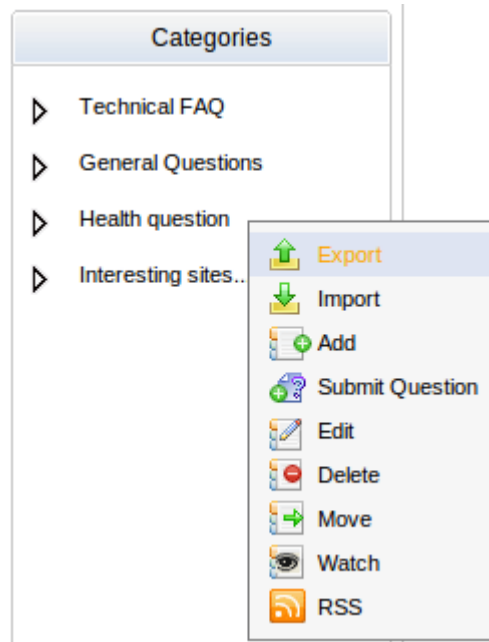 Categories
Technical FAQ
General Questions
Health question
Interesting sites..
Export
Import
Add
Submit Question
Edit
Delete
Move
Watch
RSS